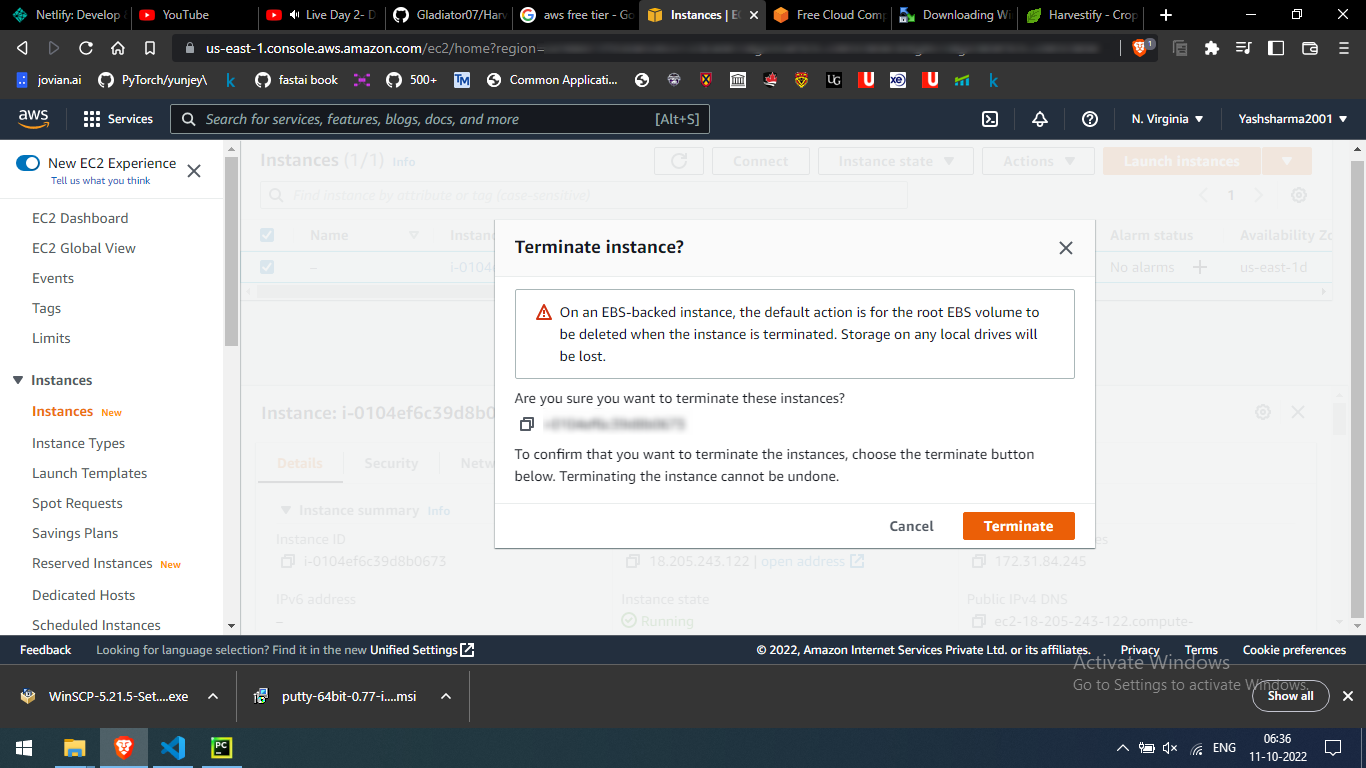 Netlify: Develop &
YouTube
Live Day 2- D
Gladiator07/Harv
aws free tier - Go
Instances | EC
Free Cloud Comp
Downloading Wi
Harvestify - Crop
us-east-1.console.aws.amazon.com/ec2/home?region=
1
jovian.ai
PyTorch/yunjey\
fastai book
500+
TM
Common Applicati...
UG
U
xe
U
aws
Services
Search for services, features, blogs, docs, and more
[Alt+S]
N. Virginia
Yashsharma2001
New EC2 Experience
Tell us what you think
EC2 Dashboard
EC2 Global View
Events
Tags
Limits
Instances
Instances New
Instance Types
Launch Templates
Spot Requests
Savings Plans
Reserved Instances New
Dedicated Hosts
Scheduled Instances
Instances (1/1) Info
Connect
Instance state
Actions
Launch instances
Find instance by attribute or tag (case-sensitive)
1
Name
Instan
Alarm status
Availability Zo
–
i-0104e
No alarms
us-east-1d
Terminate instance?
On an EBS-backed instance, the default action is for the root EBS volume to
be deleted when the instance is terminated. Storage on any local drives will
be lost.
Are you sure you want to terminate these instances?
i-0104ef6c39d8b0673
To confirm that you want to terminate the instances, choose the terminate button
below. Terminating the instance cannot be undone.
Cancel
Terminate
Instance: i-0104ef6c39d8b0
Details
Security
Netw
Instance summary Info
Instance ID
i-0104ef6c39d8b0673
18.205.243.122 | open address
es
172.31.84.245
IPv6 address
–
Instance state
Running
Public IPv4 DNS
ec2-18-205-243-122.compute-
Feedback
Looking for language selection? Find it in the new Unified Settings
© 2022, Amazon Internet Services Private Ltd. or its affiliates.
Privacy
Terms
Cookie preferences
Activate Windows
Go to Settings to activate Windows.
WinSCP-5.21.5-Set....exe
putty-64bit-0.77-i....msi
Show all
PC
ENG
06:36
11-10-2022